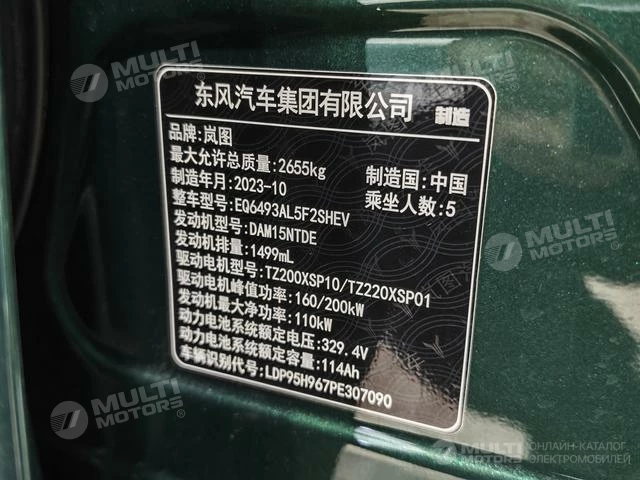 MULTI
MOTORS®
MULTI
MOTORS®
东风汽车集团有限公司 制造
品牌:岚图
最大允许总质量:2655kg 制造国:中国
制造年月:2023-10 乘坐人数:5
整车型号:EQ6493AL5F2SHEV
发动机型号:DAM15NTDE
发动机排量:1499mL
驱动电机型号:TZ200XSP10/TZ220XSP01
驱动电机峰值功率:160/200kW
发动机最大净功率:110kW
动力电池系统额定电压:329.4V
动力电池系统额定容量:114Ah
车辆识别代号:LDP95H967PE307090
MULTI
MOTORS®
MULTI
MOTORS®
MULTI
MOTORS
ОНЛАЙН-КАТАЛОГ
ЭЛЕКТРОМОБИЛЕЙ